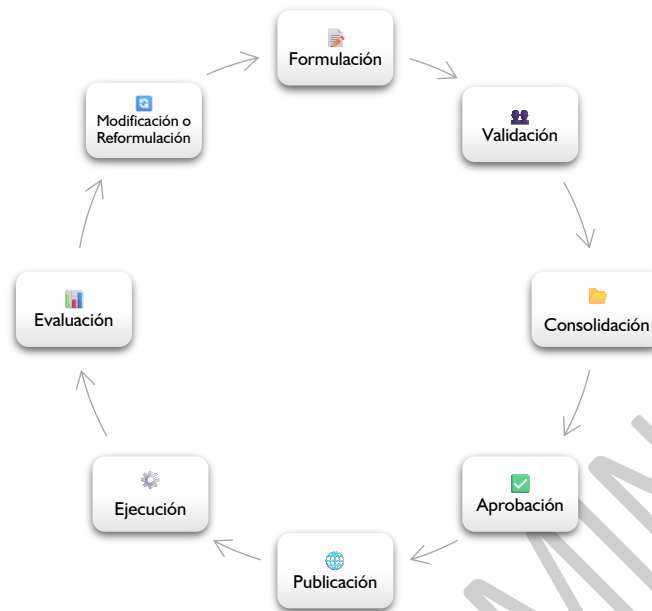 Formulación
Validación
Consolidación
Aprobación
Publicación
Ejecución
Evaluación
Modificación o
Reformulación